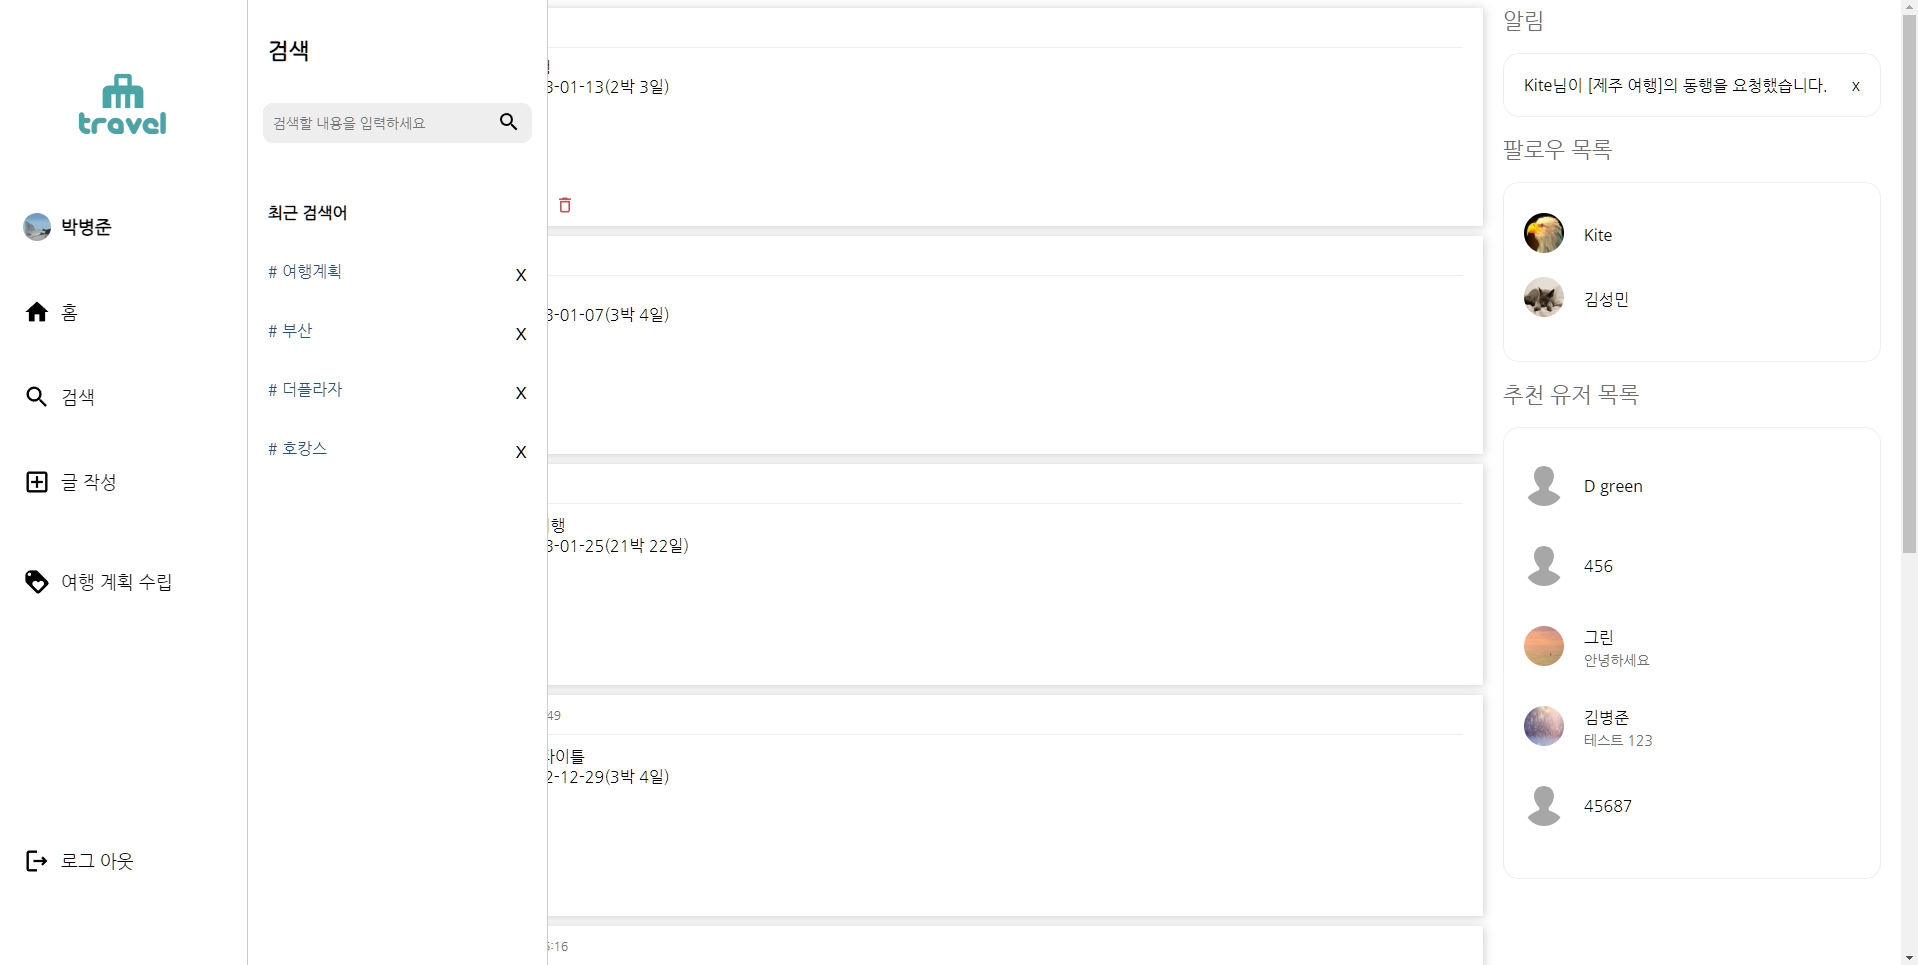 travel
박병준
홈
검색
글 작성
여행 계획 수립
로그 아웃
검색
검색할 내용을 입력하세요
최근 검색어
# 여행계획
X
# 부산
X
# 더플라자
X
# 호캉스
X
3-01-13(2박 3일)
3-01-07(3박 4일)
행
3-01-25(21박 22일)
49
타이틀
2-12-29(3박 4일)
:16
알림
Kite님이 [제주 여행]의 동행을 요청했습니다.
x
팔로우 목록
Kite
김성민
추천 유저 목록
D green
456
그린
안녕하세요
김병준
테스트 123
45687